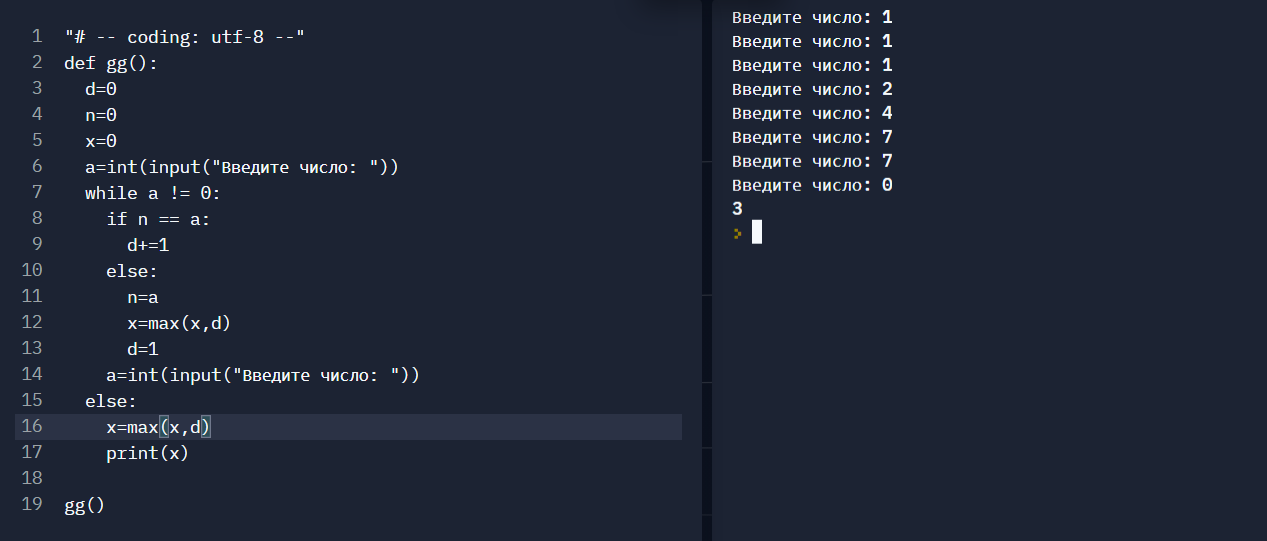 1 "# -- coding: utf-8 --"
2 def gg():
3   d=0
4   n=0
5   x=0
6   a=int(input("Введите число: "))
7   while a != 0:
8     if n == a:
9       d+=1
10     else:
11       n=a
12       x=max(x,d)
13       d=1
14     a=int(input("Введите число: "))
15   else:
16     x=max(x,d)
17     print(x)
18
19 gg()
Введите число: 1
Введите число: 1
Введите число: 1
Введите число: 2
Введите число: 4
Введите число: 7
Введите число: 7
Введите число: 0
3
>